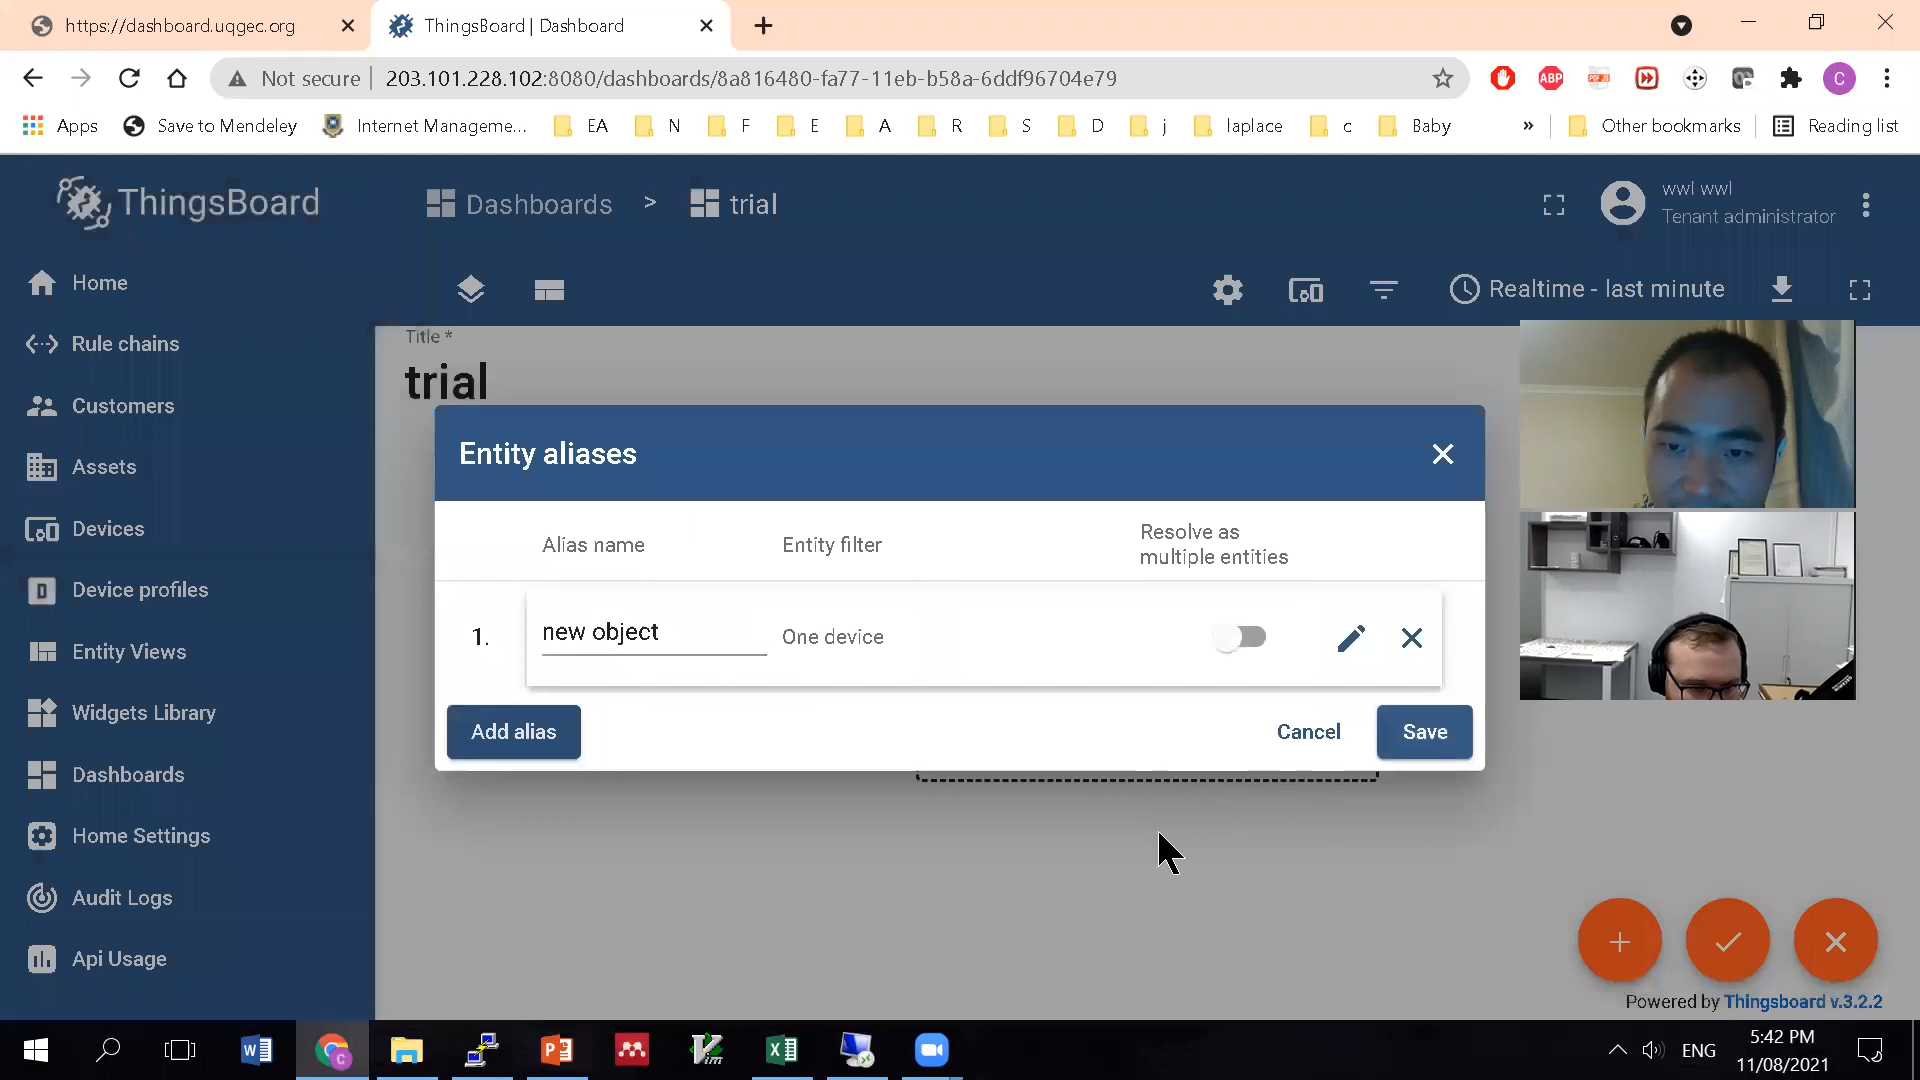 https://dashboard.uqgec.org
ThingsBoard | Dashboard
Not secure
203.101.228.102:8080/dashboards/8a816480-fa77-11eb-b58a-6ddf96704e79
ABP
C
Apps
Save to Mendeley
Internet Manageme...
EA
N
F
E
A
R
S
D
j
laplace
c
Baby
»
Other bookmarks
Reading list
ThingsBoard
Dashboards
>
trial
wwl wwl
Tenant administrator
Realtime - last minute
Home
Rule chains
Customers
Assets
Devices
Device profiles
Entity Views
Widgets Library
Dashboards
Home Settings
Audit Logs
Api Usage
Title *
trial
Entity aliases
Alias name
Entity filter
Resolve as
multiple entities
1.
new object
One device
Add alias
Cancel
Save
Powered by Thingsboard v.3.2.2
ENG
5:42 PM
11/08/2021